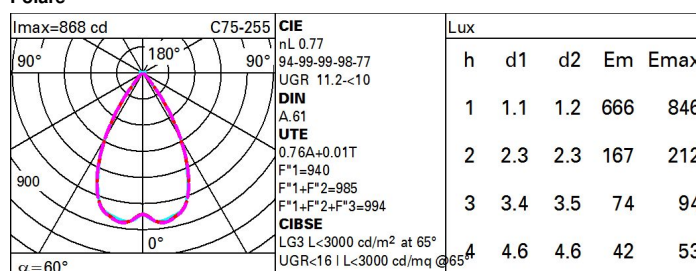 Imax=868 cd C75-255
90° 180° 90°
900
0°
α=60°
CIE
nL 0.77
94-99-99-98-77
UGR 11.2-<10
DIN
A.61
UTE
0.76A+0.01T
F"1=940
F"1+F"2=985
F"1+F"2+F"3=994
CIBSE
LG3 L<3000 cd/m² at 65°
UGR<16 | L<3000 cd/mq @65°
Lux
h d1 d2 Em Emax
1 1.1 1.2 666 846
2 2.3 2.3 167 212
3 3.4 3.5 74 94
4 4.6 4.6 42 53